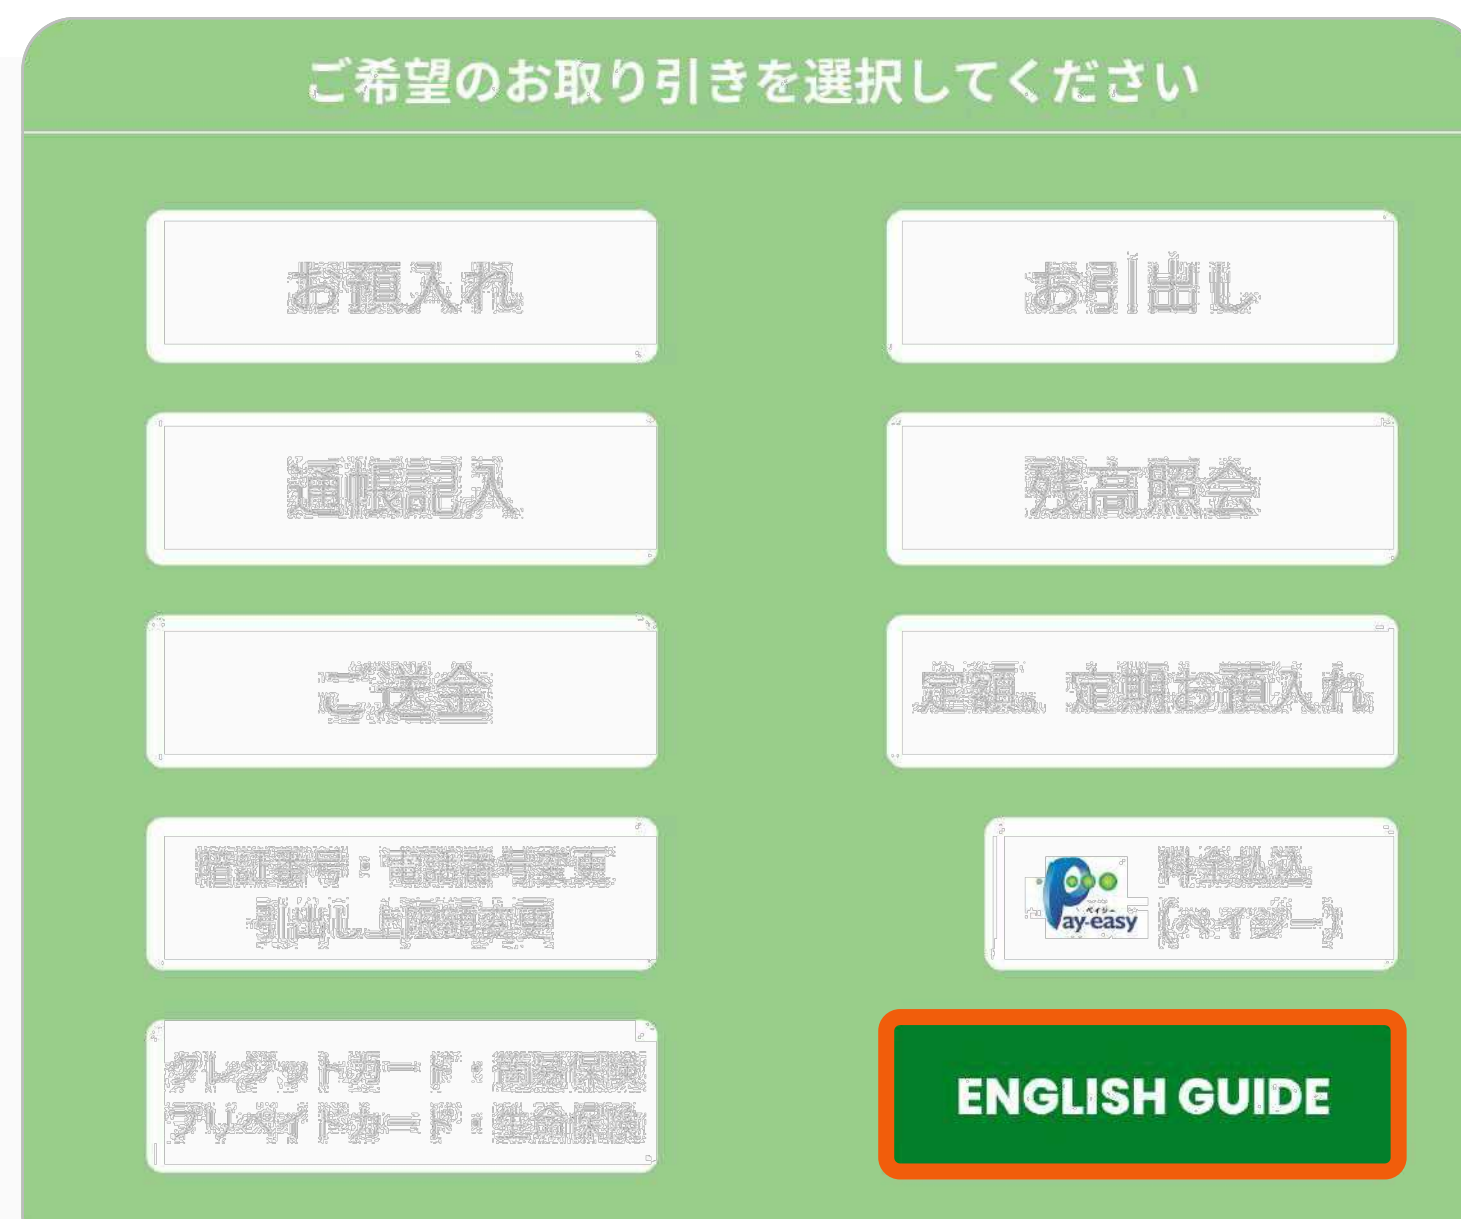 ご希望のお取り引きを選択してください
お預入れ
お引出し
通帳記入
残高照会
ご送金
定額、定期お預入れ
暗証番号・電話番号変更
引出し上限額変更
Pay-easy
ペイジー
料金払込
(ペイジー)
クレジットカード・
プリペイドカード・生命保険
ENGLISH GUIDE